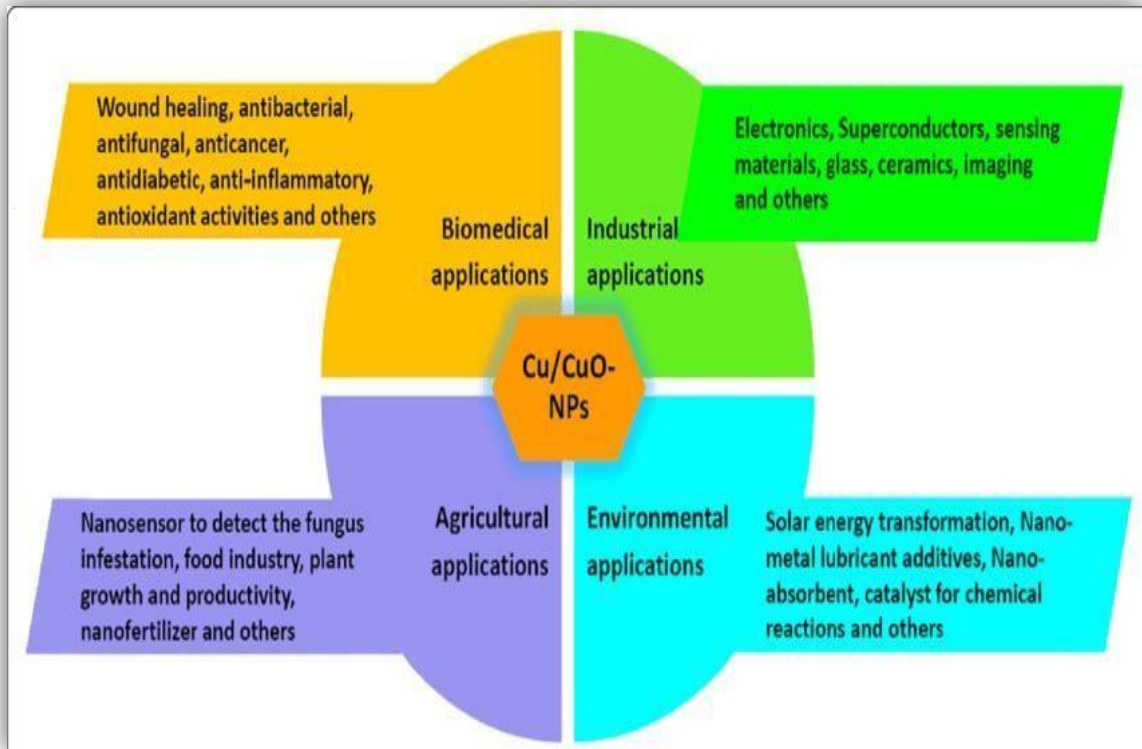 Wound healing, antibacterial,
antifungal, anticancer,
antidiabetic, anti-inflammatory,
antioxidant activities and others
Biomedical
applications
Electronics, Superconductors, sensing
materials, glass, ceramics, imaging
and others
Industrial
applications
Cu/CuO-
NPs
Nanosensor to detect the fungus
infestation, food industry, plant
growth and productivity,
nanofertilizer and others
Agricultural
applications
Environmental
applications
Solar energy transformation, Nano-
metal lubricant additives, Nano-
absorbent, catalyst for chemical
reactions and others